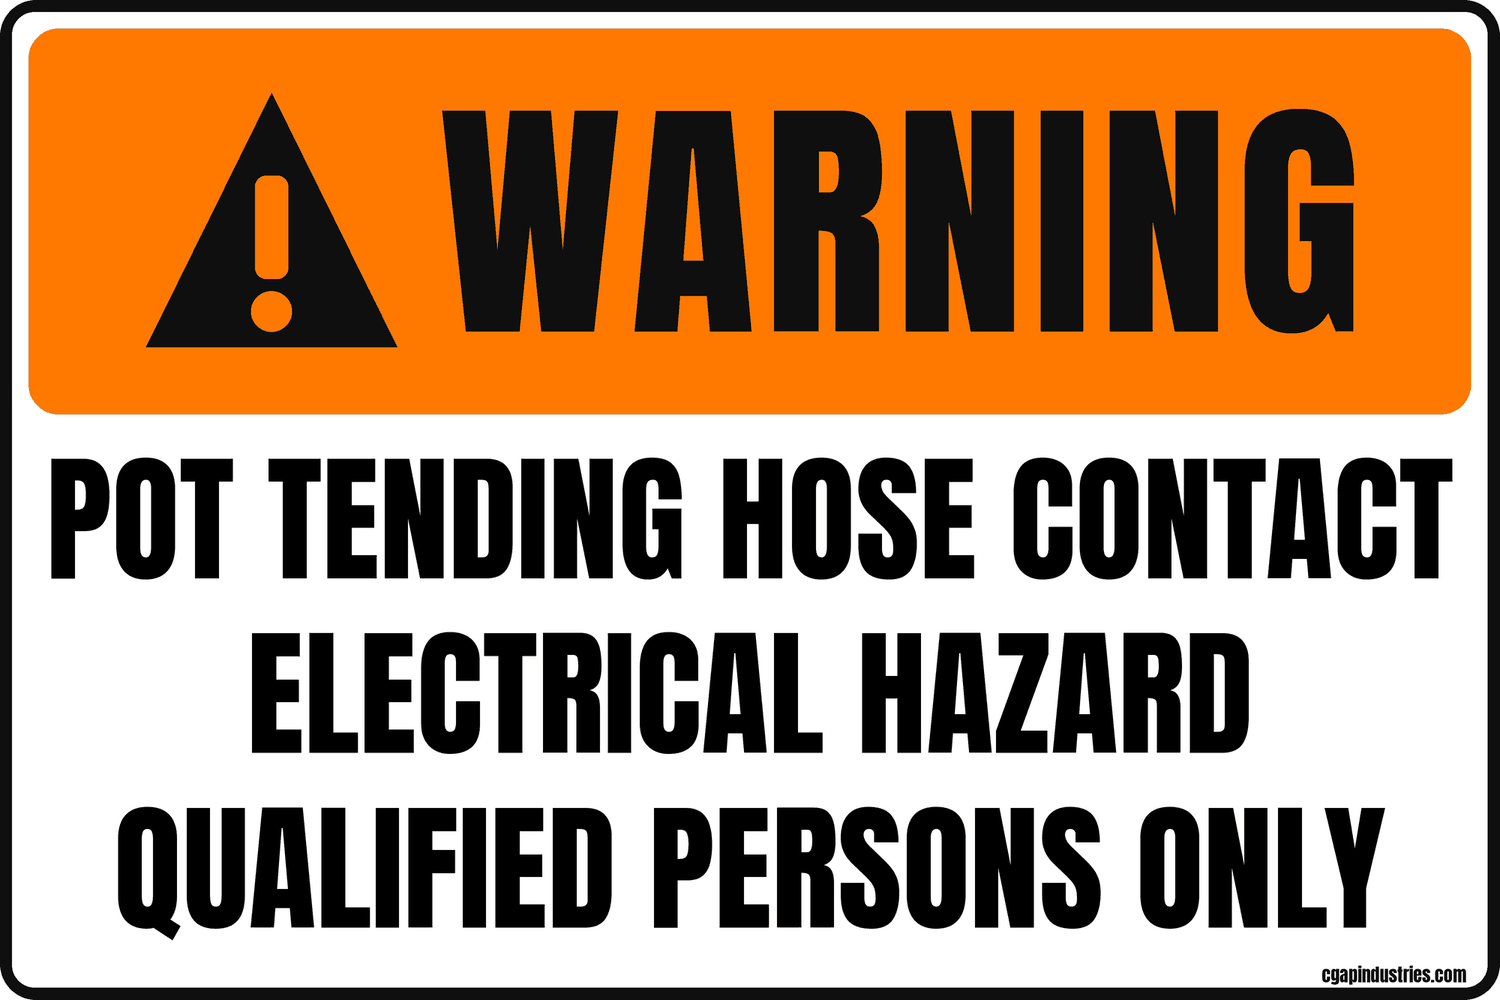 WARNING
POT TENDING HOSE CONTACT
ELECTRICAL HAZARD
QUALIFIED PERSONS ONLY
cgapindustries.com